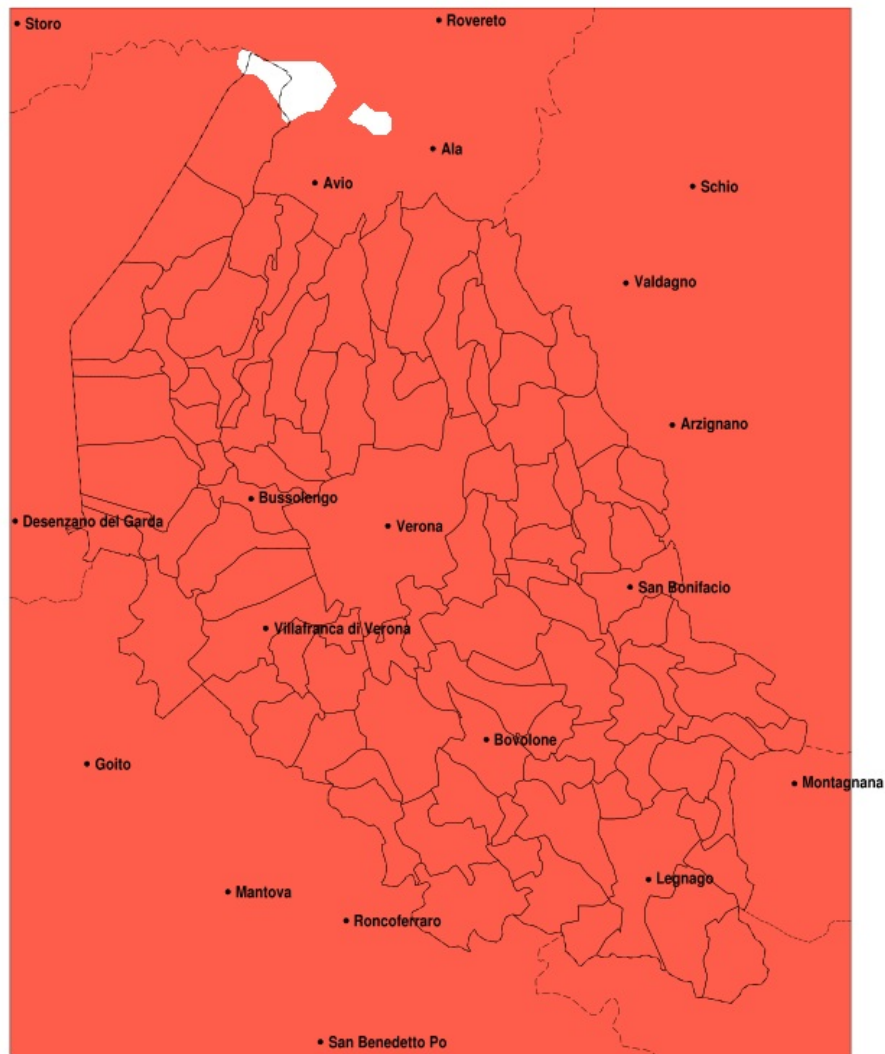 Storo
Rovereto
Ala
Avio
Schio
Valdagno
Arzignano
Bussolengo
Desenzano del Garda
Verona
San Bonifacio
Villafranca di Verona
Bovolone
Goito
Montagnana
Legnago
Mantova
Roncoferraro
San Benedetto Po